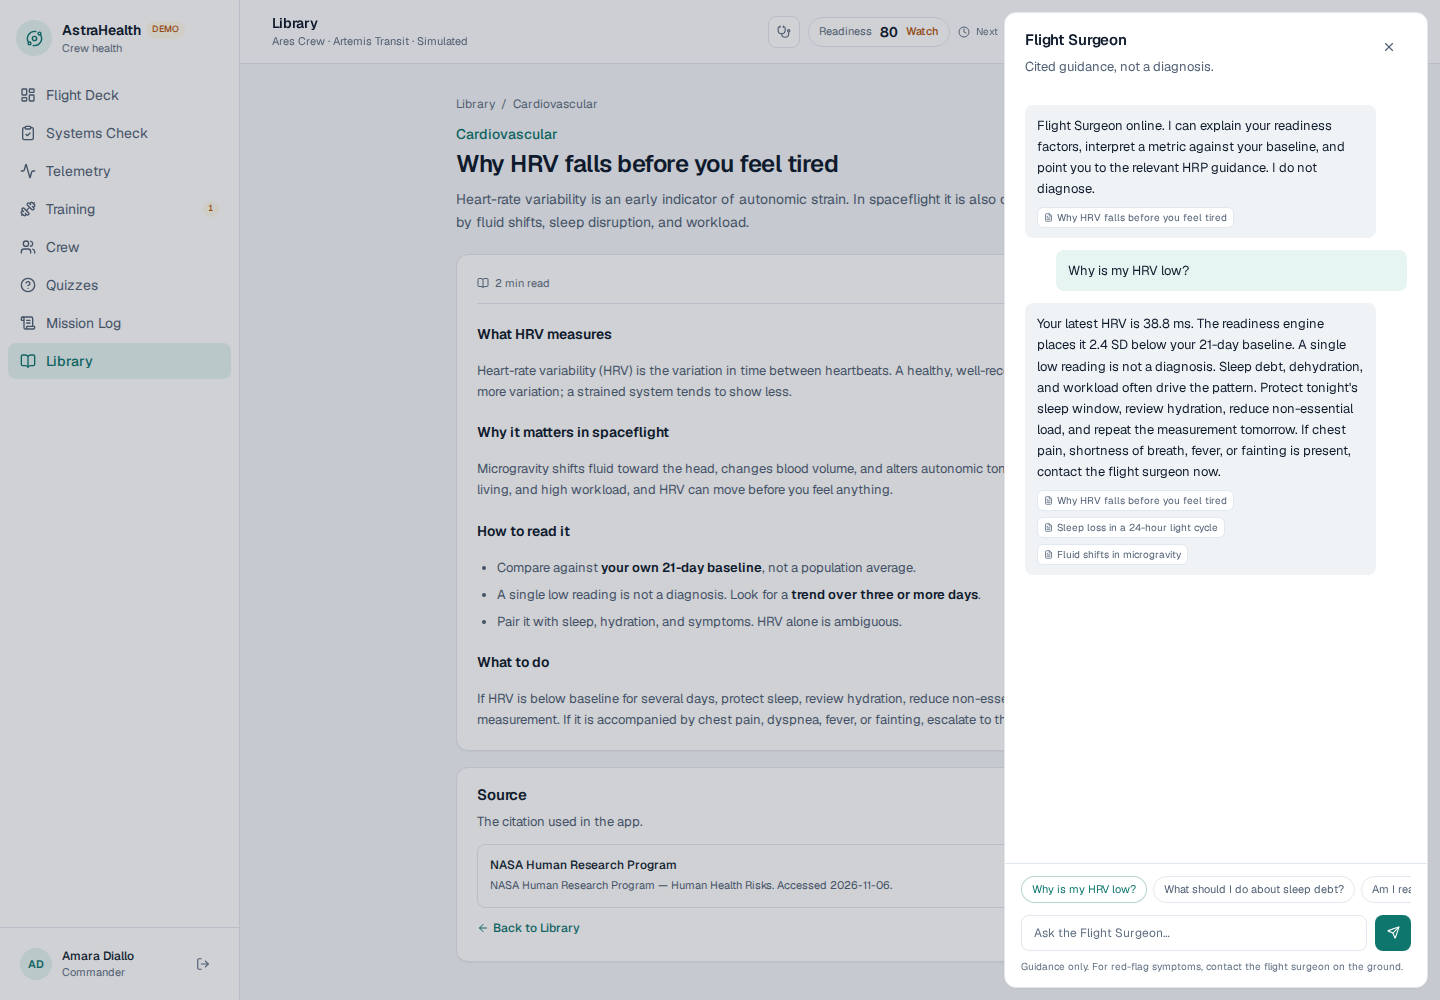 AstraHealth DEMO
Crew health
Flight Deck
Systems Check
Telemetry
Training 1
Crew
Quizzes
Mission Log
Library
AD
Amara Diallo
Commander
Library
Ares Crew · Artemis Transit · Simulated
Readiness 80 Watch
Next
Library / Cardiovascular
Cardiovascular
Why HRV falls before you feel tired
Heart-rate variability is an early indicator of autonomic strain. In spaceflight it is also
by fluid shifts, sleep disruption, and workload.
2 min read
What HRV measures
Heart-rate variability (HRV) is the variation in time between heartbeats. A healthy,
more variation; a strained system tends to show less.
Why it matters in spaceflight
Microgravity shifts fluid toward the head, changes blood volume, and alters autonomic
living, and high workload, and HRV can move before you feel anything.
How to read it
• Compare against your own 21-day baseline, not a population average.
• A single low reading is not a diagnosis. Look for a trend over three or more days.
• Pair it with sleep, hydration, and symptoms. HRV alone is ambiguous.
What to do
If HRV is below baseline for several days, protect sleep, review hydration, reduce
measurement. If it is accompanied by chest pain, dyspnea, fever, or fainting, escalate to
Source
The citation used in the app.
NASA Human Research Program
NASA Human Research Program — Human Health Risks. Accessed 2026-11-06.
← Back to Library
Flight Surgeon
Cited guidance, not a diagnosis.
Flight Surgeon online. I can explain your readiness
factors, interpret a metric against your baseline, and
point you to the relevant HRP guidance. I do not
diagnose.
Why HRV falls before you feel tired
Why is my HRV low?
Your latest HRV is 38.8 ms. The readiness engine
places it 2.4 SD below your 21-day baseline. A single
low reading is not a diagnosis. Sleep debt, dehydration,
and workload often drive the pattern. Protect tonight's
sleep window, review hydration, reduce non-essential
load, and repeat the measurement tomorrow. If chest
pain, shortness of breath, fever, or fainting is present,
contact the flight surgeon now.
Why HRV falls before you feel tired
Sleep loss in a 24-hour light cycle
Fluid shifts in microgravity
Why is my HRV low?
What should I do about sleep debt?
Am I
Ask the Flight Surgeon...
Guidance only. For red-flag symptoms, contact the flight surgeon on the ground.